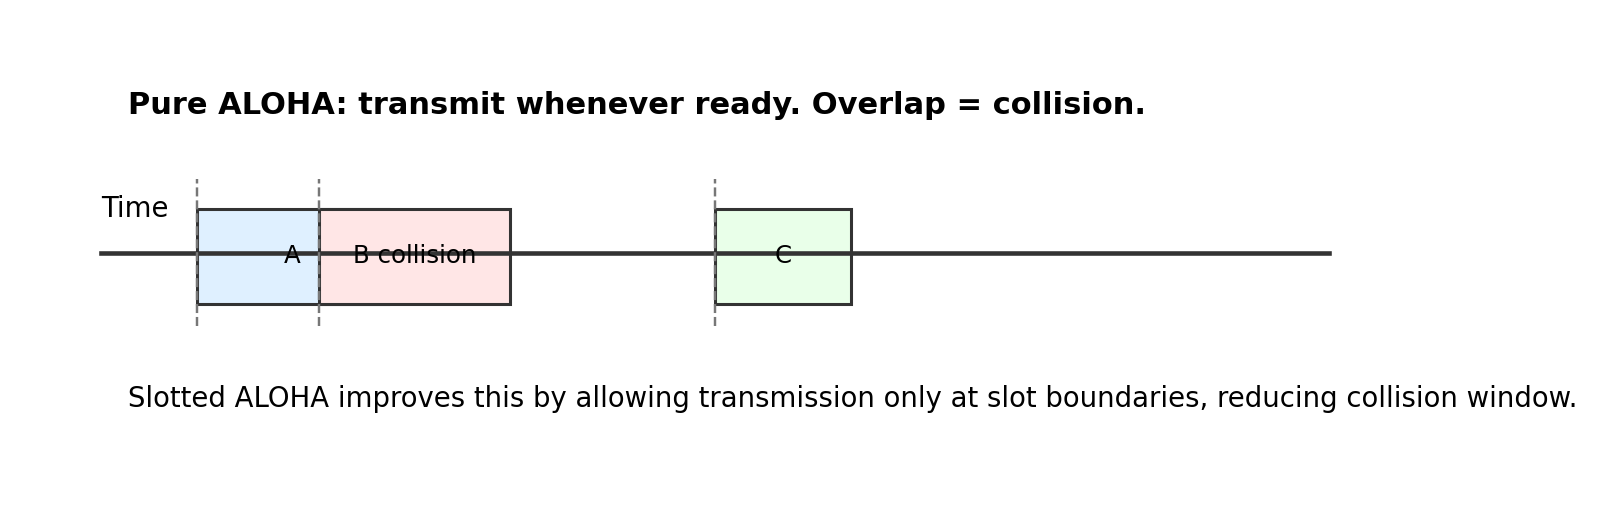 Pure ALOHA: transmit whenever ready. Overlap = collision.
Time
A
B collision
C
Slotted ALOHA improves this by allowing transmission only at slot boundaries, reducing collision window.